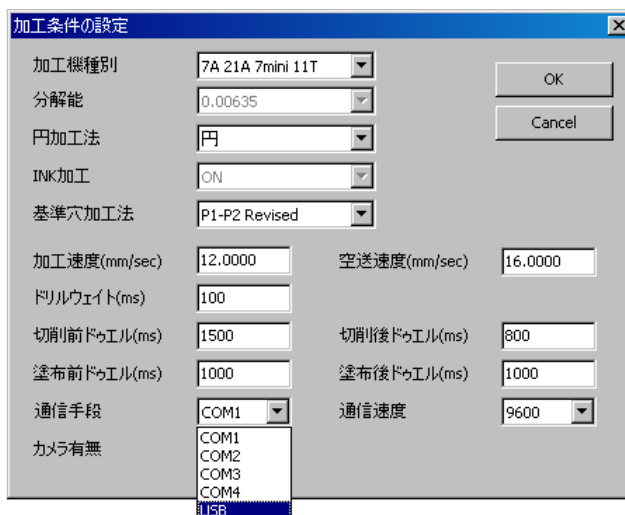 加工条件の設定
加工機種別 7A 21A 7mini 11T OK
分解能 0.00635
円加工法 円 Cancel
INK加工 ON
基準穴加工法 P1-P2 Revised
加工速度(mm/sec) 12.0000 空送速度(mm/sec) 16.0000
ドリルウェイト(ms) 100
切削前ドゥエル(ms) 1500 切削後ドゥエル(ms) 800
塗布前ドゥエル(ms) 1000 塗布後ドゥエル(ms) 1000
通信手段 COM1 通信速度 9600
COM1
カメラ有無 COM2
COM3
COM4
USB